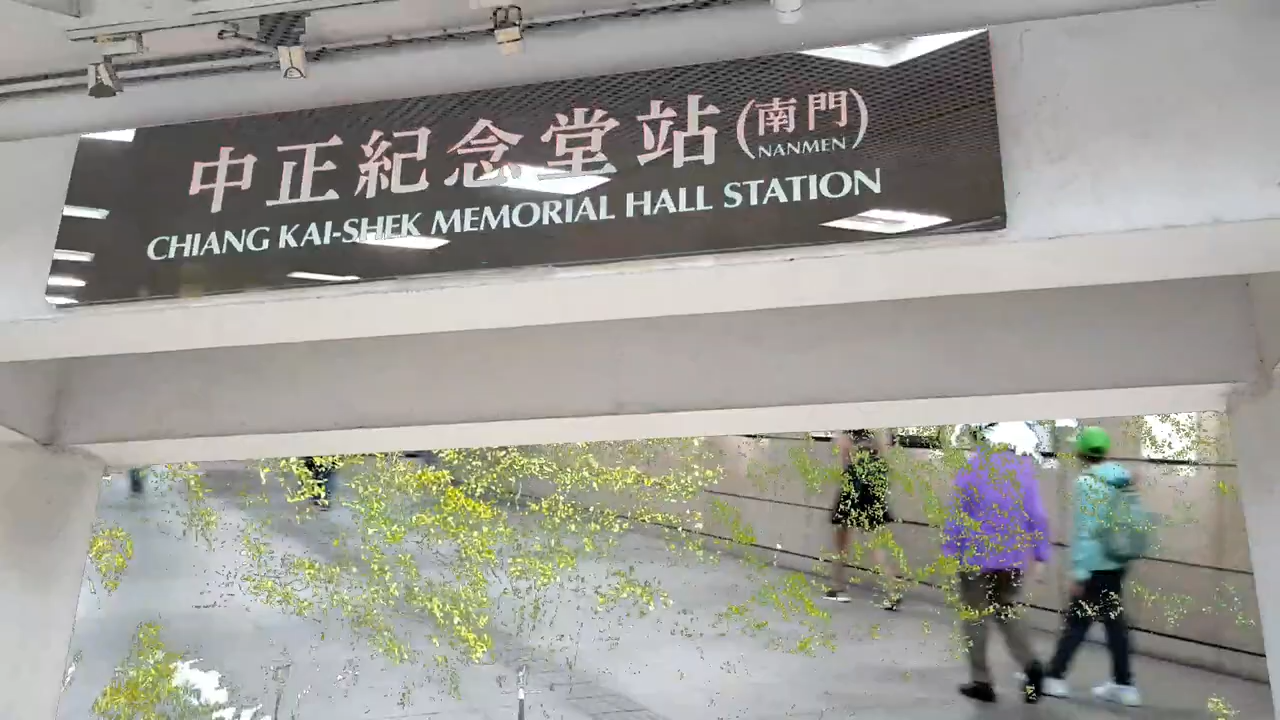 中正紀念堂站(南門)
NANMEN
CHIANG KAI-SHEK MEMORIAL HALL STATION